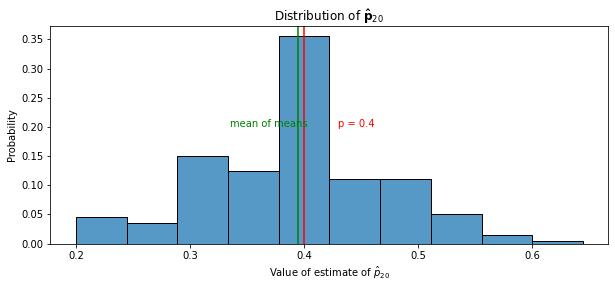 Distribution of p̂₂₀
Probability
0.35
0.30
0.25
0.20
0.15
0.10
0.05
0.00
mean of means
p = 0.4
0.2 0.3 0.4 0.5 0.6
Value of estimate of p̂₂₀